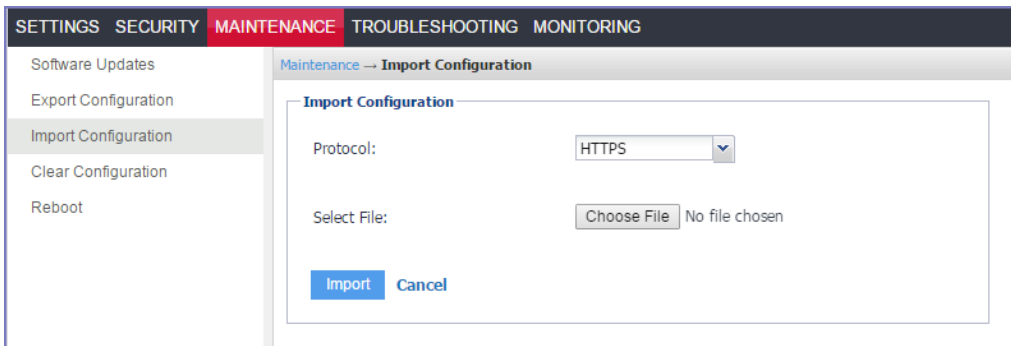 SETTINGS SECURITY MAINTENANCE TROUBLESHOOTING MONITORING
Software Updates
Export Configuration
Import Configuration
Clear Configuration
Reboot
Maintenance → Import Configuration
Import Configuration
Protocol: HTTPS
Select File: Choose File No file chosen
Import Cancel